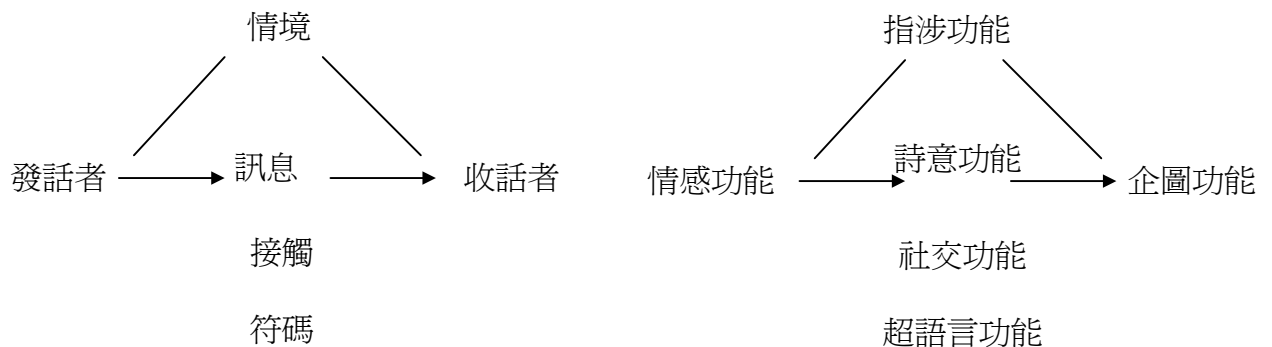 情境
發話者
訊息
收話者
接觸
符碼
指涉功能
情感功能
詩意功能
企圖功能
社交功能
超語言功能